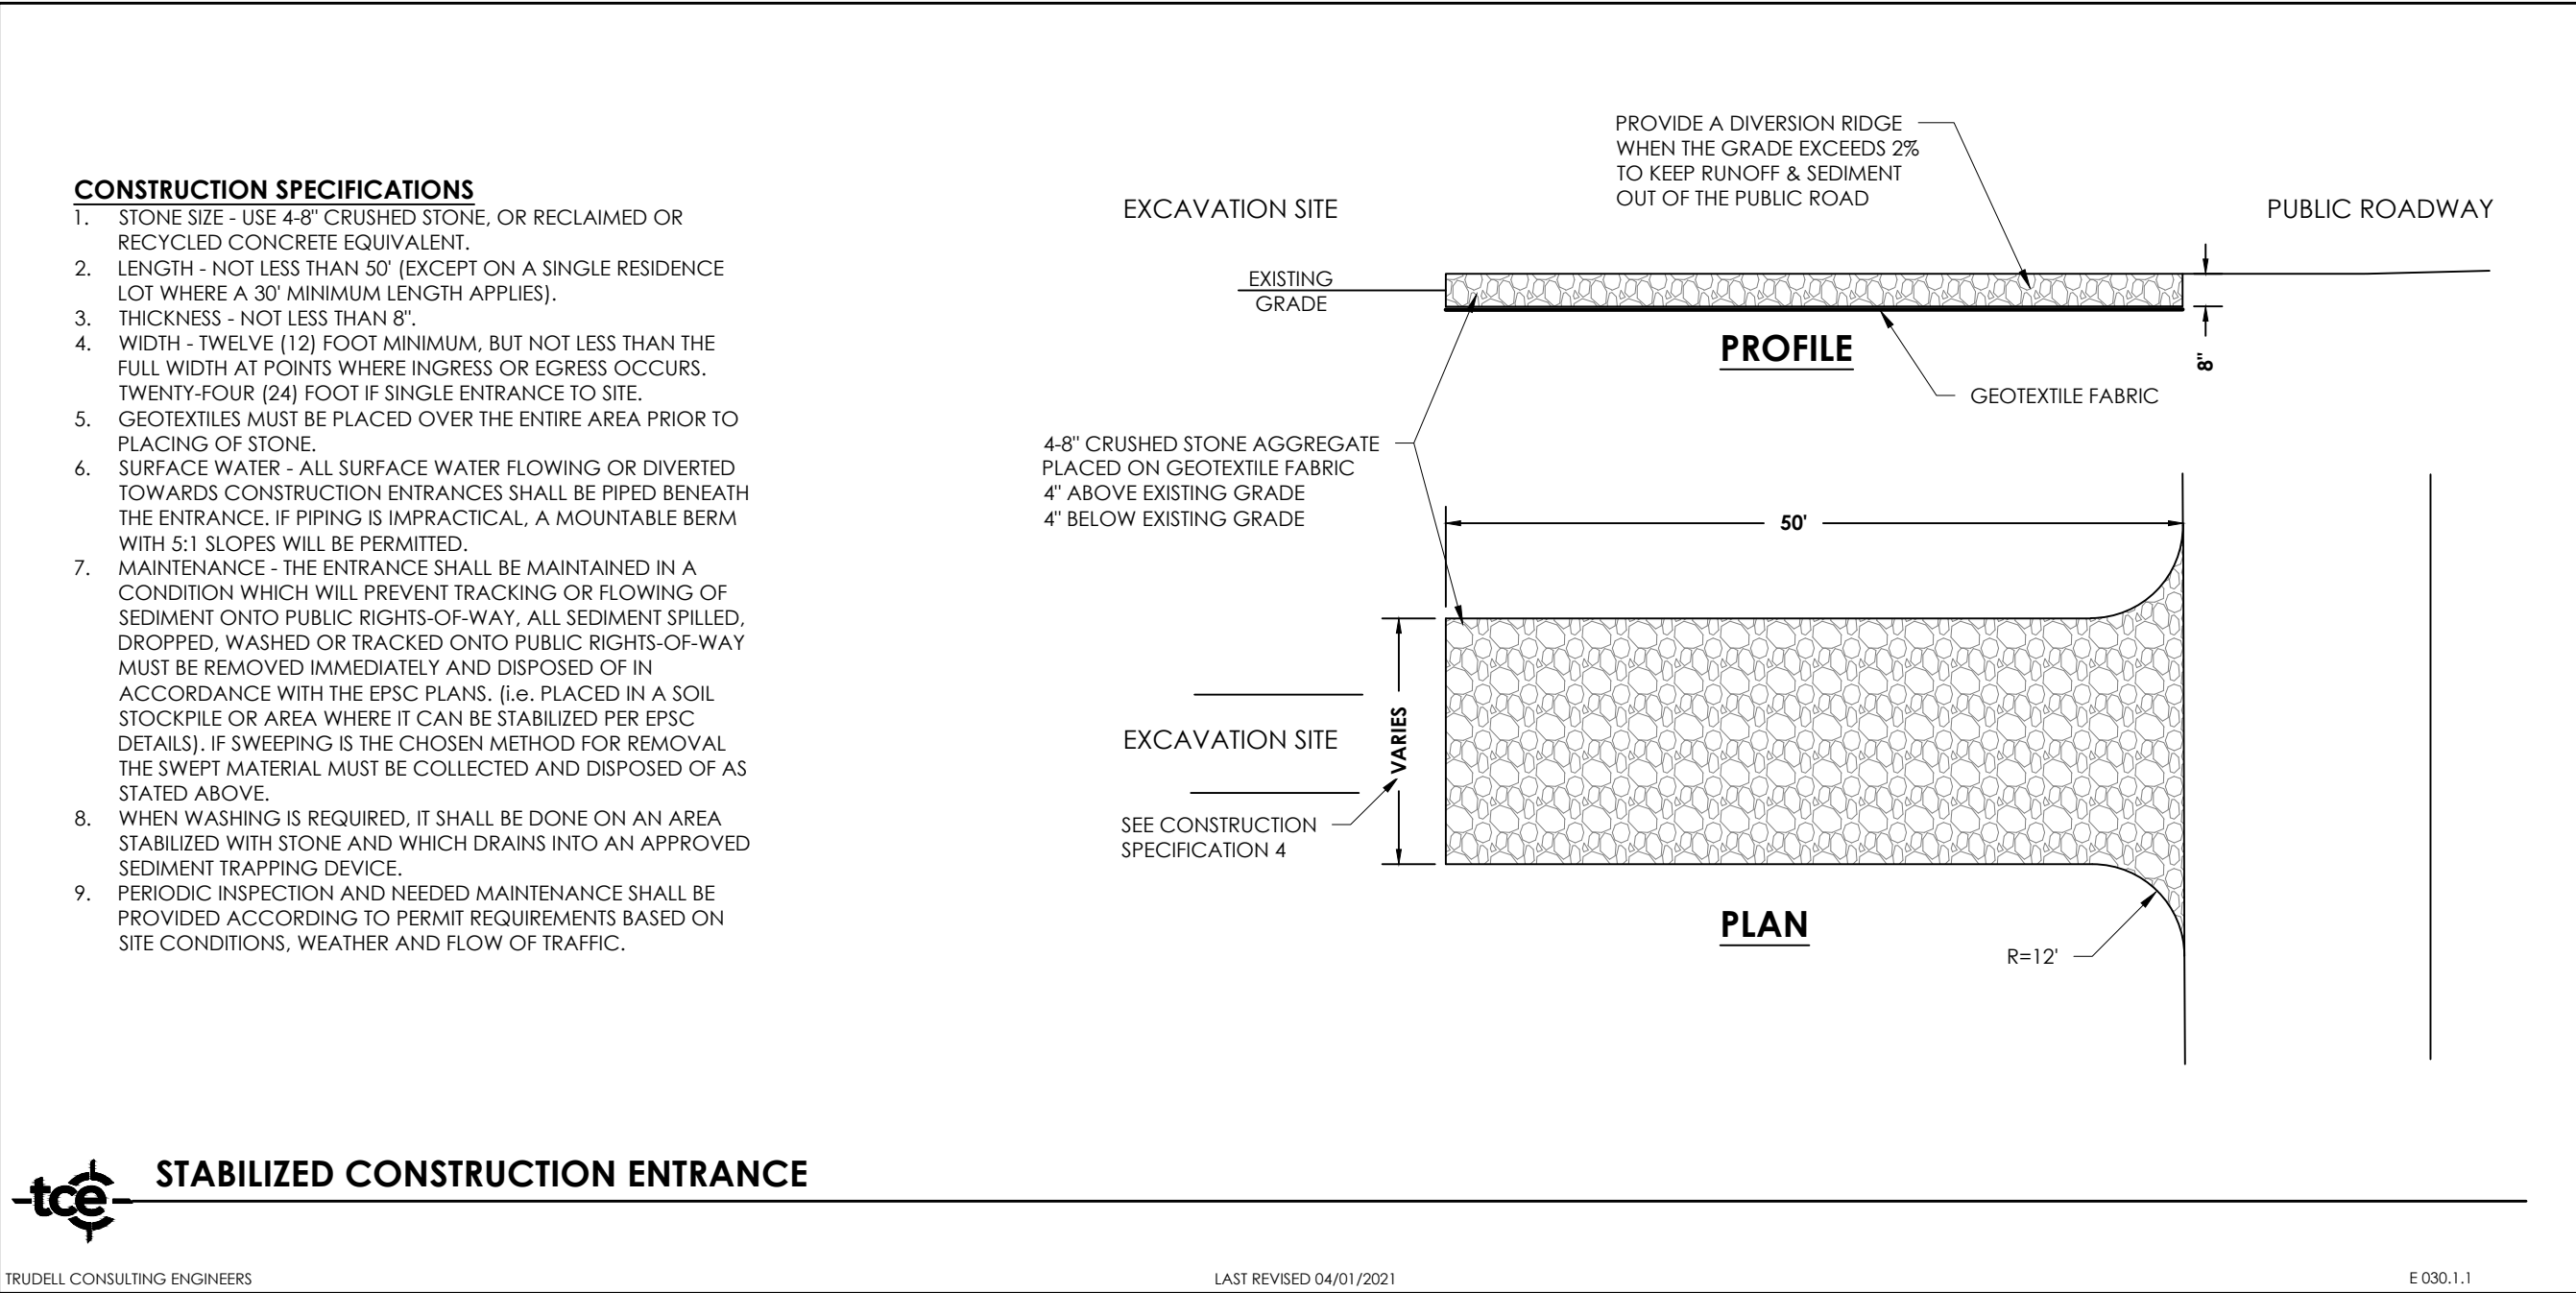 CONSTRUCTION SPECIFICATIONS
1. STONE SIZE - USE 4-8" CRUSHED STONE, OR RECLAIMED OR
RECYCLED CONCRETE EQUIVALENT.
2. LENGTH - NOT LESS THAN 50' (EXCEPT ON A SINGLE RESIDENCE
LOT WHERE A 30' MINIMUM LENGTH APPLIES).
3. THICKNESS - NOT LESS THAN 8".
4. WIDTH - TWELVE (12) FOOT MINIMUM, BUT NOT LESS THAN THE
FULL WIDTH AT POINTS WHERE INGRESS OR EGRESS OCCURS.
TWENTY-FOUR (24) FOOT IF SINGLE ENTRANCE TO SITE.
5. GEOTEXTILES MUST BE PLACED OVER THE ENTIRE AREA PRIOR TO
PLACING OF STONE.
6. SURFACE WATER - ALL SURFACE WATER FLOWING OR DIVERTED
TOWARDS CONSTRUCTION ENTRANCES SHALL BE PIPED BENEATH
THE ENTRANCE. IF PIPING IS IMPRACTICAL, A MOUNTABLE BERM
WITH 5:1 SLOPES WILL BE PERMITTED.
7. MAINTENANCE - THE ENTRANCE SHALL BE MAINTAINED IN A
CONDITION WHICH WILL PREVENT TRACKING OR FLOWING OF
SEDIMENT ONTO PUBLIC RIGHTS-OF-WAY, ALL SEDIMENT SPILLED,
DROPPED, WASHED OR TRACKED ONTO PUBLIC RIGHTS-OF-WAY
MUST BE REMOVED IMMEDIATELY AND DISPOSED OF IN
ACCORDANCE WITH THE EPSC PLANS. (i.e. PLACED IN A SOIL
STOCKPILE OR AREA WHERE IT CAN BE STABILIZED PER EPSC
DETAILS). IF SWEEPING IS THE CHOSEN METHOD FOR REMOVAL
THE SWEPT MATERIAL MUST BE COLLECTED AND DISPOSED OF AS
STATED ABOVE.
8. WHEN WASHING IS REQUIRED, IT SHALL BE DONE ON AN AREA
STABILIZED WITH STONE AND WHICH DRAINS INTO AN APPROVED
SEDIMENT TRAPPING DEVICE.
9. PERIODIC INSPECTION AND NEEDED MAINTENANCE SHALL BE
PROVIDED ACCORDING TO PERMIT REQUIREMENTS BASED ON
SITE CONDITIONS, WEATHER AND FLOW OF TRAFFIC.
PROVIDE A DIVERSION RIDGE
WHEN THE GRADE EXCEEDS 2%
TO KEEP RUNOFF & SEDIMENT
OUT OF THE PUBLIC ROAD
EXCAVATION SITE
PUBLIC ROADWAY
EXISTING
GRADE
PROFILE
8"
GEOTEXTILE FABRIC
4-8" CRUSHED STONE AGGREGATE
PLACED ON GEOTEXTILE FABRIC
4" ABOVE EXISTING GRADE
4" BELOW EXISTING GRADE
50'
VARIES
EXCAVATION SITE
SEE CONSTRUCTION
SPECIFICATION 4
PLAN
R=12'
tce
STABILIZED CONSTRUCTION ENTRANCE
TRUDELL CONSULTING ENGINEERS
LAST REVISED 04/01/2021
E 030.1.1